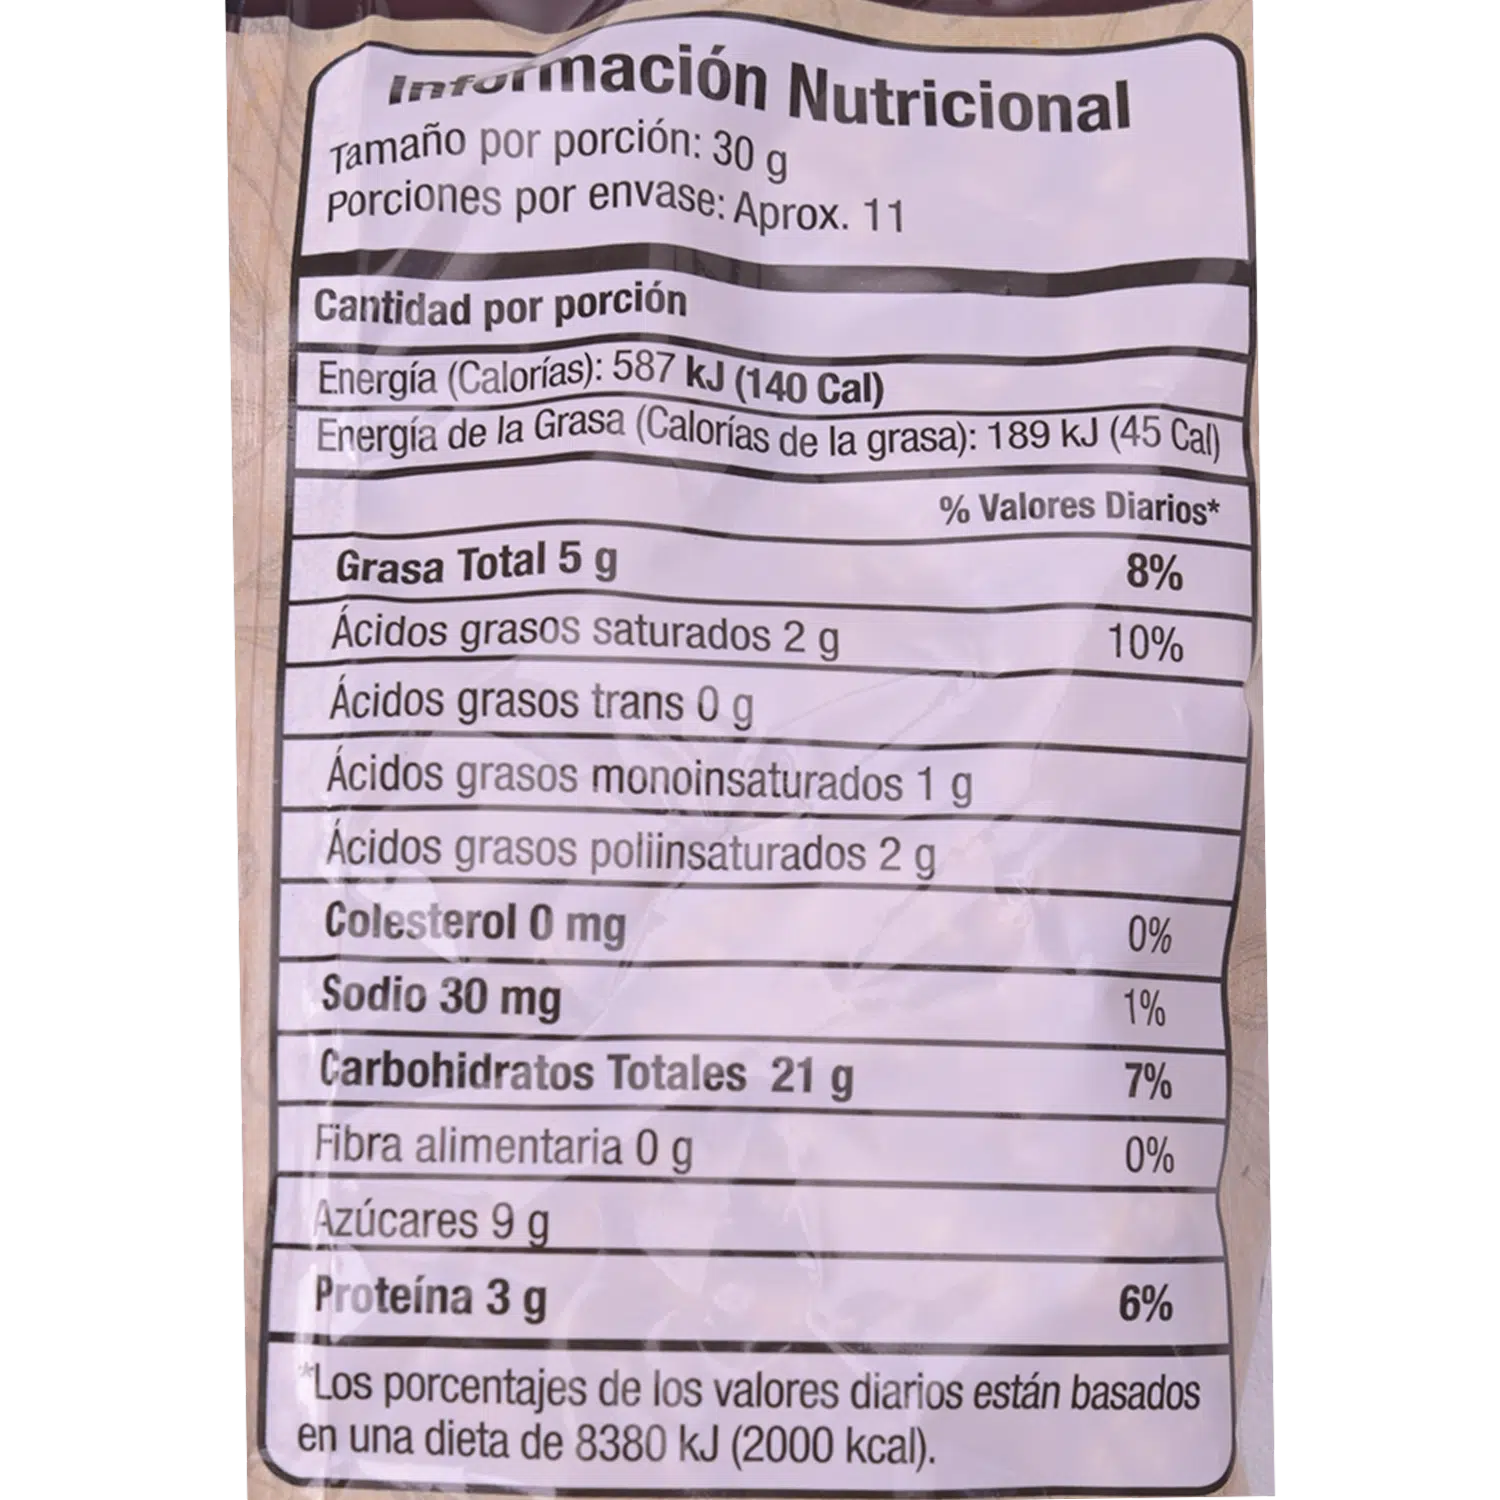 Información Nutricional
Tamaño por porción: 30 g
Porciones por envase: Aprox. 11
Cantidad por porción
Energía (Calorías): 587 kJ (140 Cal)
Energía de la Grasa (Calorías de la grasa): 189 kJ (45 Cal)
% Valores Diarios*
Grasa Total 5 g 8%
Ácidos grasos saturados 2 g 10%
Ácidos grasos trans 0 g
Ácidos grasos monoinsaturados 1 g
Ácidos grasos poliinsaturados 2 g
Colesterol 0 mg 0%
Sodio 30 mg 1%
Carbohidratos Totales 21 g 7%
Fibra alimentaria 0 g 0%
Azúcares 9 g
Proteína 3 g 6%
*Los porcentajes de los valores diarios están basados
en una dieta de 8380 kJ (2000 kcal).